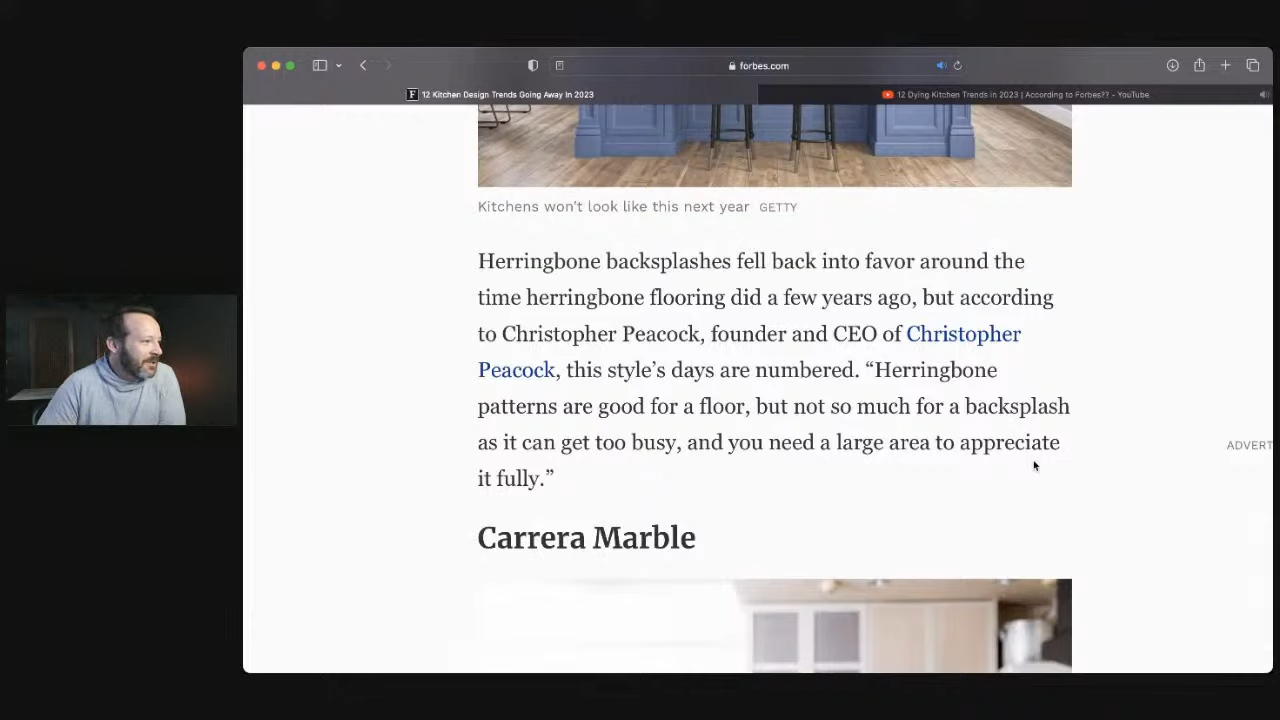 forbes.com
12 Kitchen Design Trends Going Away In 2023
12 Dying Kitchen Trends in 2023 | According to Forbes?? - YouTube
Kitchens won't look like this next year GETTY
Herringbone backsplashes fell back into favor around the
time herringbone flooring did a few years ago, but according
to Christopher Peacock, founder and CEO of Christopher
Peacock, this style's days are numbered. “Herringbone
patterns are good for a floor, but not so much for a backsplash
as it can get too busy, and you need a large area to appreciate
it fully.”
ADVERT
Carrera Marble